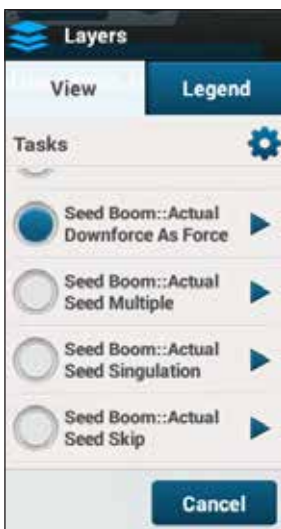 Layers
View
Legend
Tasks
Seed Boom::Actual
Downforce As Force
Seed Boom::Actual
Seed Multiple
Seed Boom::Actual
Seed Singulation
Seed Boom::Actual
Seed Skip
Cancel